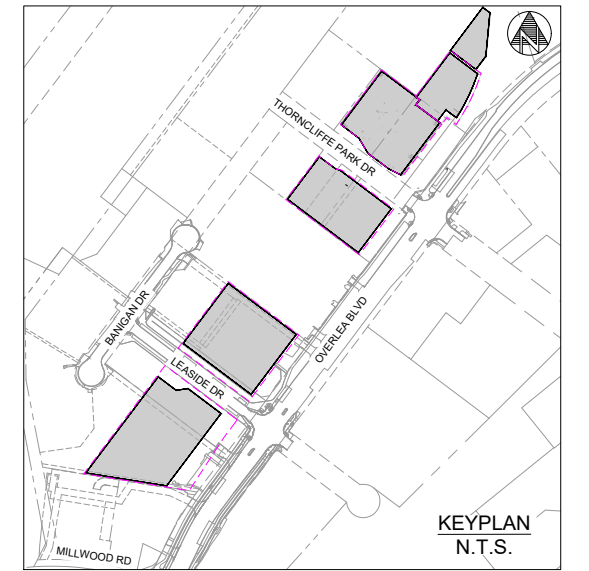 N
THORNCLIFFE PARK DR
OVERLEA BLVD
BANIGAN DR
LEASIDE DR
MILLWOOD RD
KEYPLAN
N.T.S.